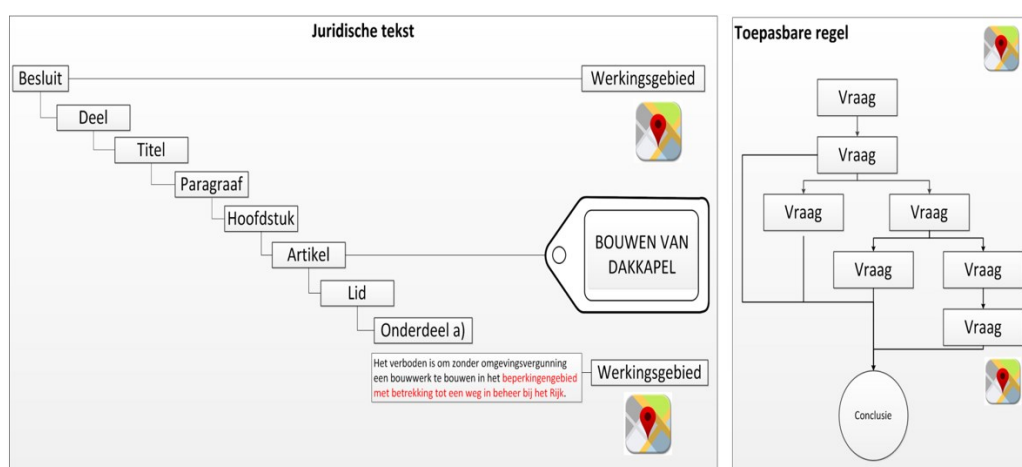 Juridische tekst
Besluit
Werkingsgebied
Deel
Titel
Paragraaf
Hoofdstuk
Artikel
BOUWEN VAN
DAKKAPEL
Lid
Onderdeel a)
Het verboden is om zonder omgevingsvergunning
een bouwwerk te bouwen in het beperkingengebied
met betrekking tot een weg in beheer bij het Rijk.
Werkingsgebied
Toepasbare regel
Vraag
Vraag
Vraag
Vraag
Vraag
Vraag
Vraag
Conclusie